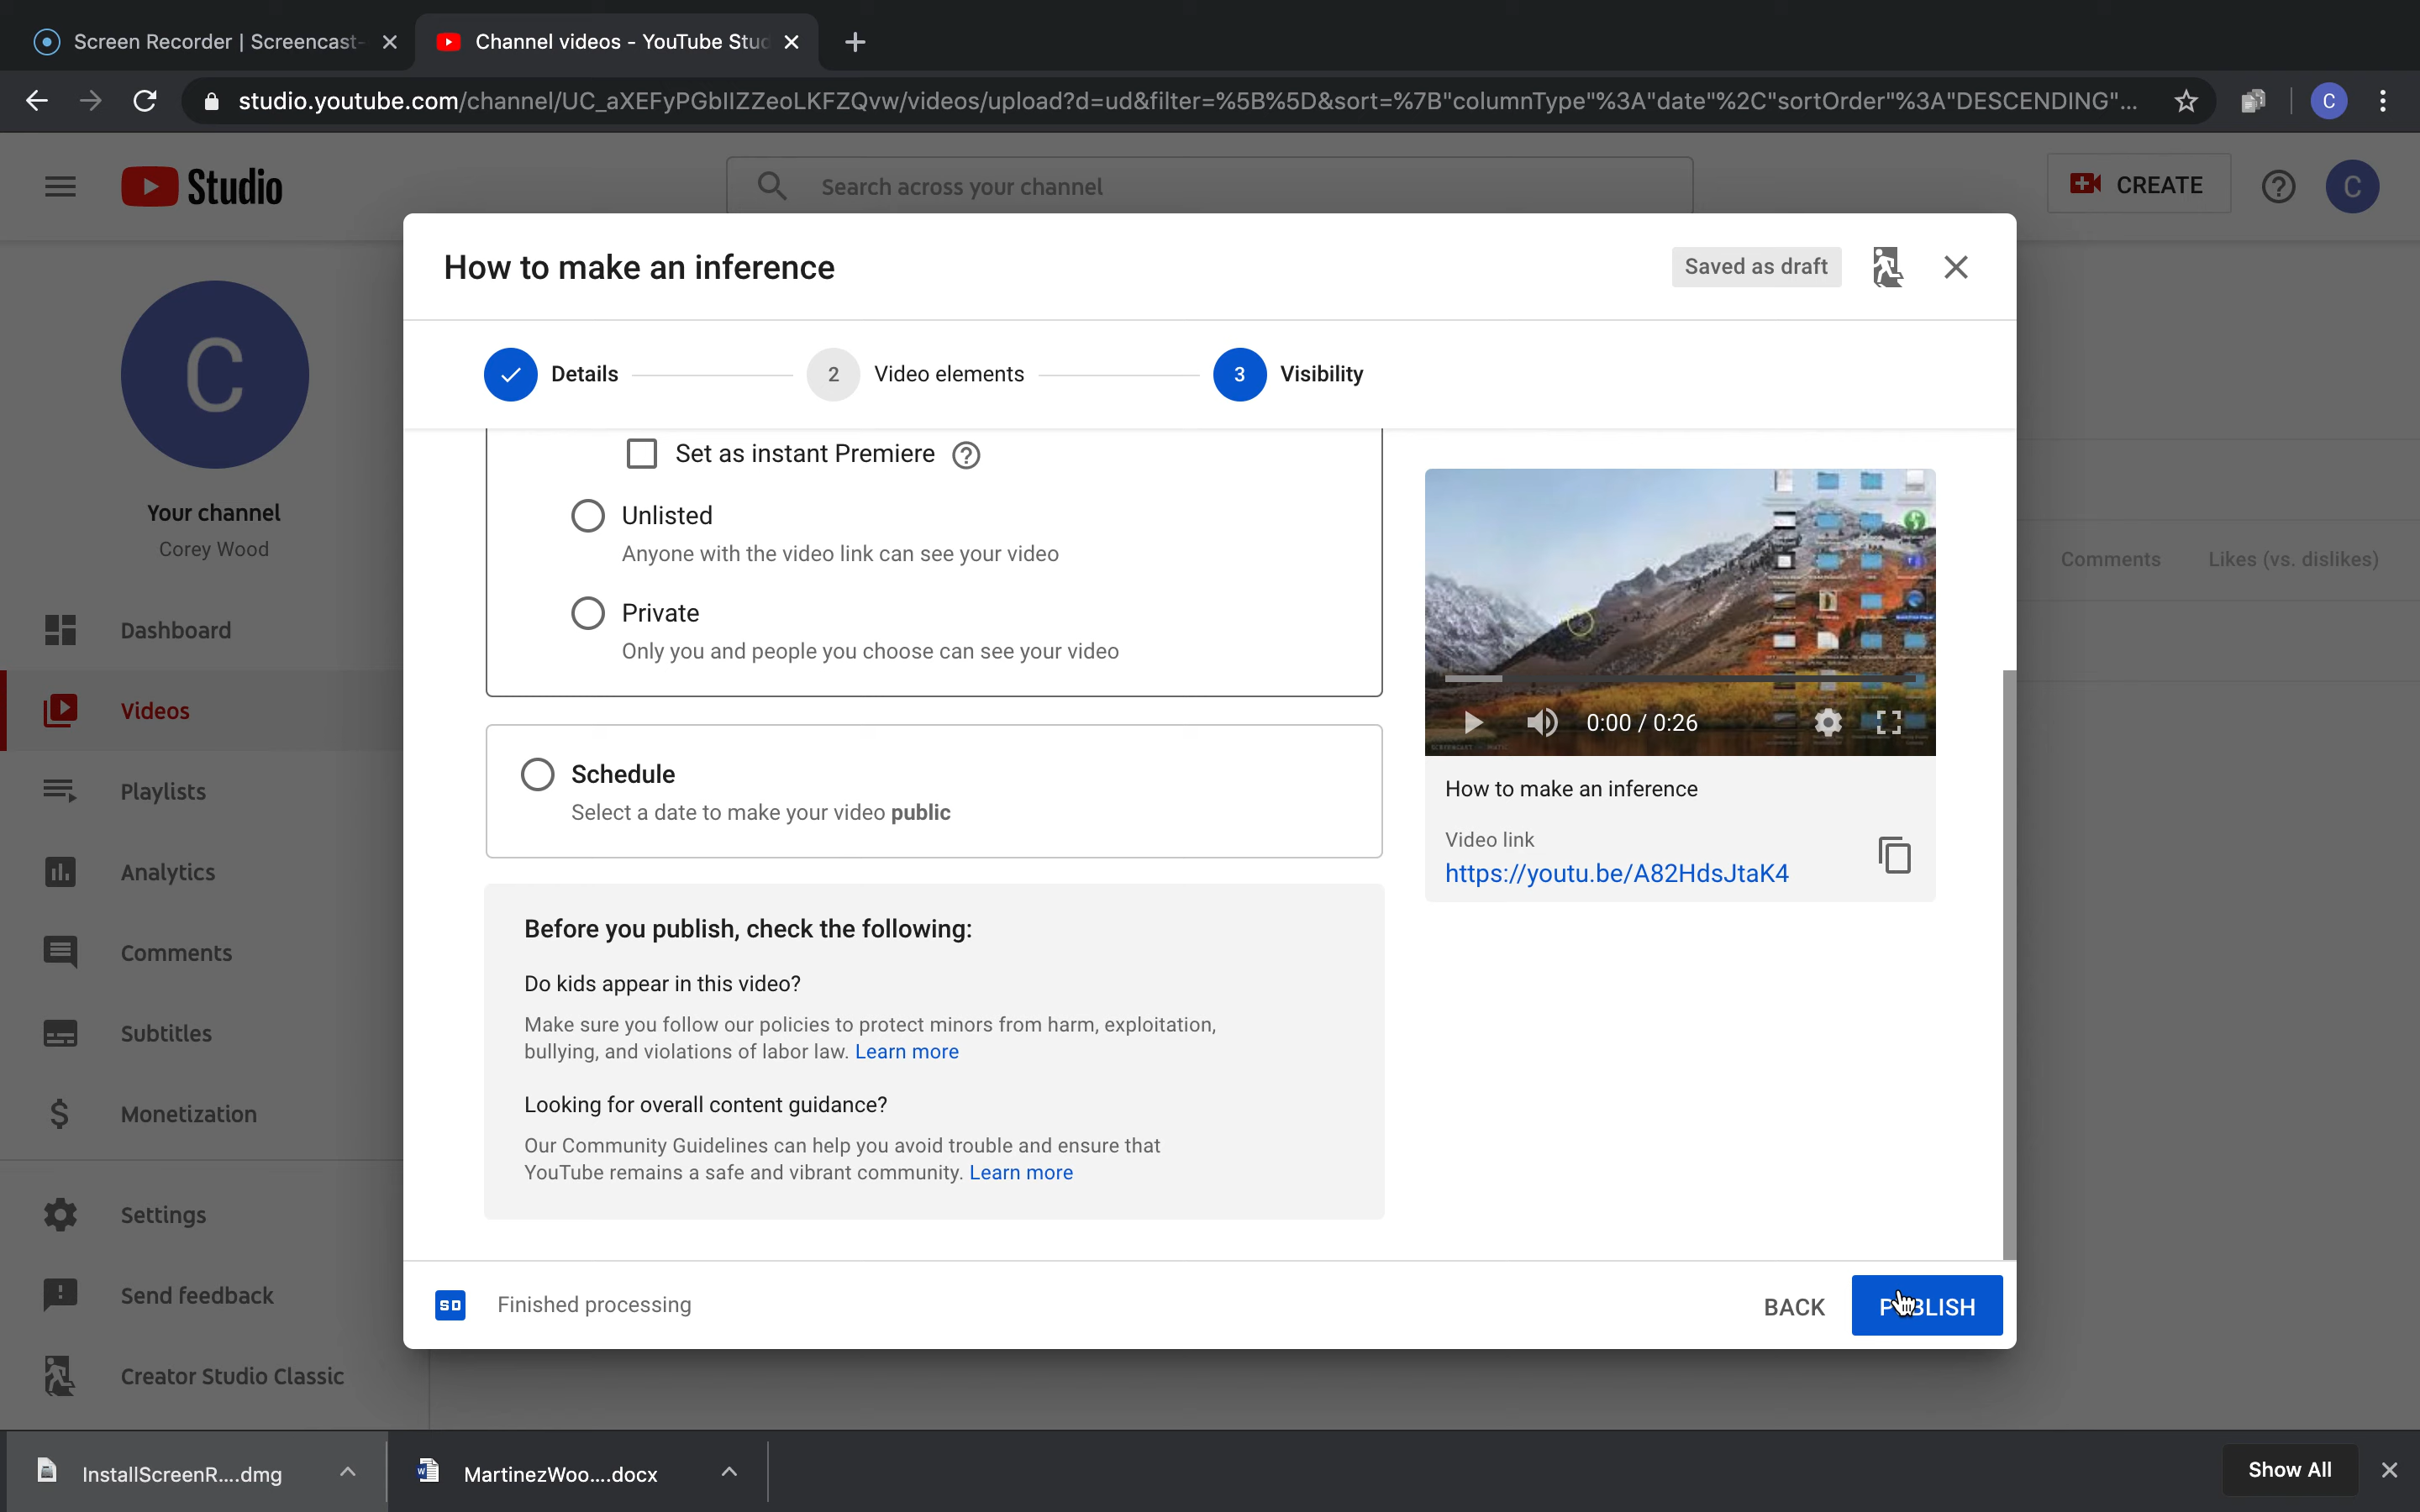 Screen Recorder | Screencast-
Channel videos - YouTube Stud
studio.youtube.com/channel/UC_aXEFyPGbIIZZeoLKFZQvw/videos/upload?d=ud&filter=%5B%5D&sort=%7B"columnType"%3A"date"%2C"sortOrder"%3A"DESCENDING"...
C
Studio
Search across your channel
CREATE
C
C
Your channel
Corey Wood
Dashboard
Videos
Playlists
Analytics
Comments
Subtitles
Monetization
Settings
Send feedback
Creator Studio Classic
Comments
Likes (vs. dislikes)
How to make an inference
Saved as draft
Details
2
Video elements
3
Visibility
Set as instant Premiere
Unlisted
Anyone with the video link can see your video
Private
Only you and people you choose can see your video
Schedule
Select a date to make your video public
Before you publish, check the following:
Do kids appear in this video?
Make sure you follow our policies to protect minors from harm, exploitation,
bullying, and violations of labor law. Learn more
Looking for overall content guidance?
Our Community Guidelines can help you avoid trouble and ensure that
YouTube remains a safe and vibrant community. Learn more
0:00 / 0:26
How to make an inference
Video link
https://youtu.be/A82HdsJtaK4
SD
Finished processing
BACK
PUBLISH
InstallScreenR....dmg
MartinezWoo....docx
Show All